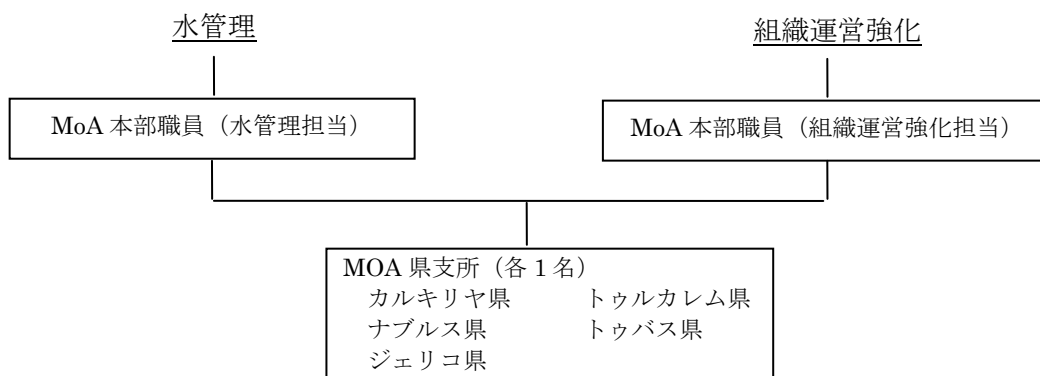 水管理
組織運営強化
MoA 本部職員（水管理担当）
MoA 本部職員（組織運営強化担当）
MOA 県支所（各 1 名）
カルキリヤ県 トゥルカレム県
ナブルス県 トゥバス県
ジェリコ県